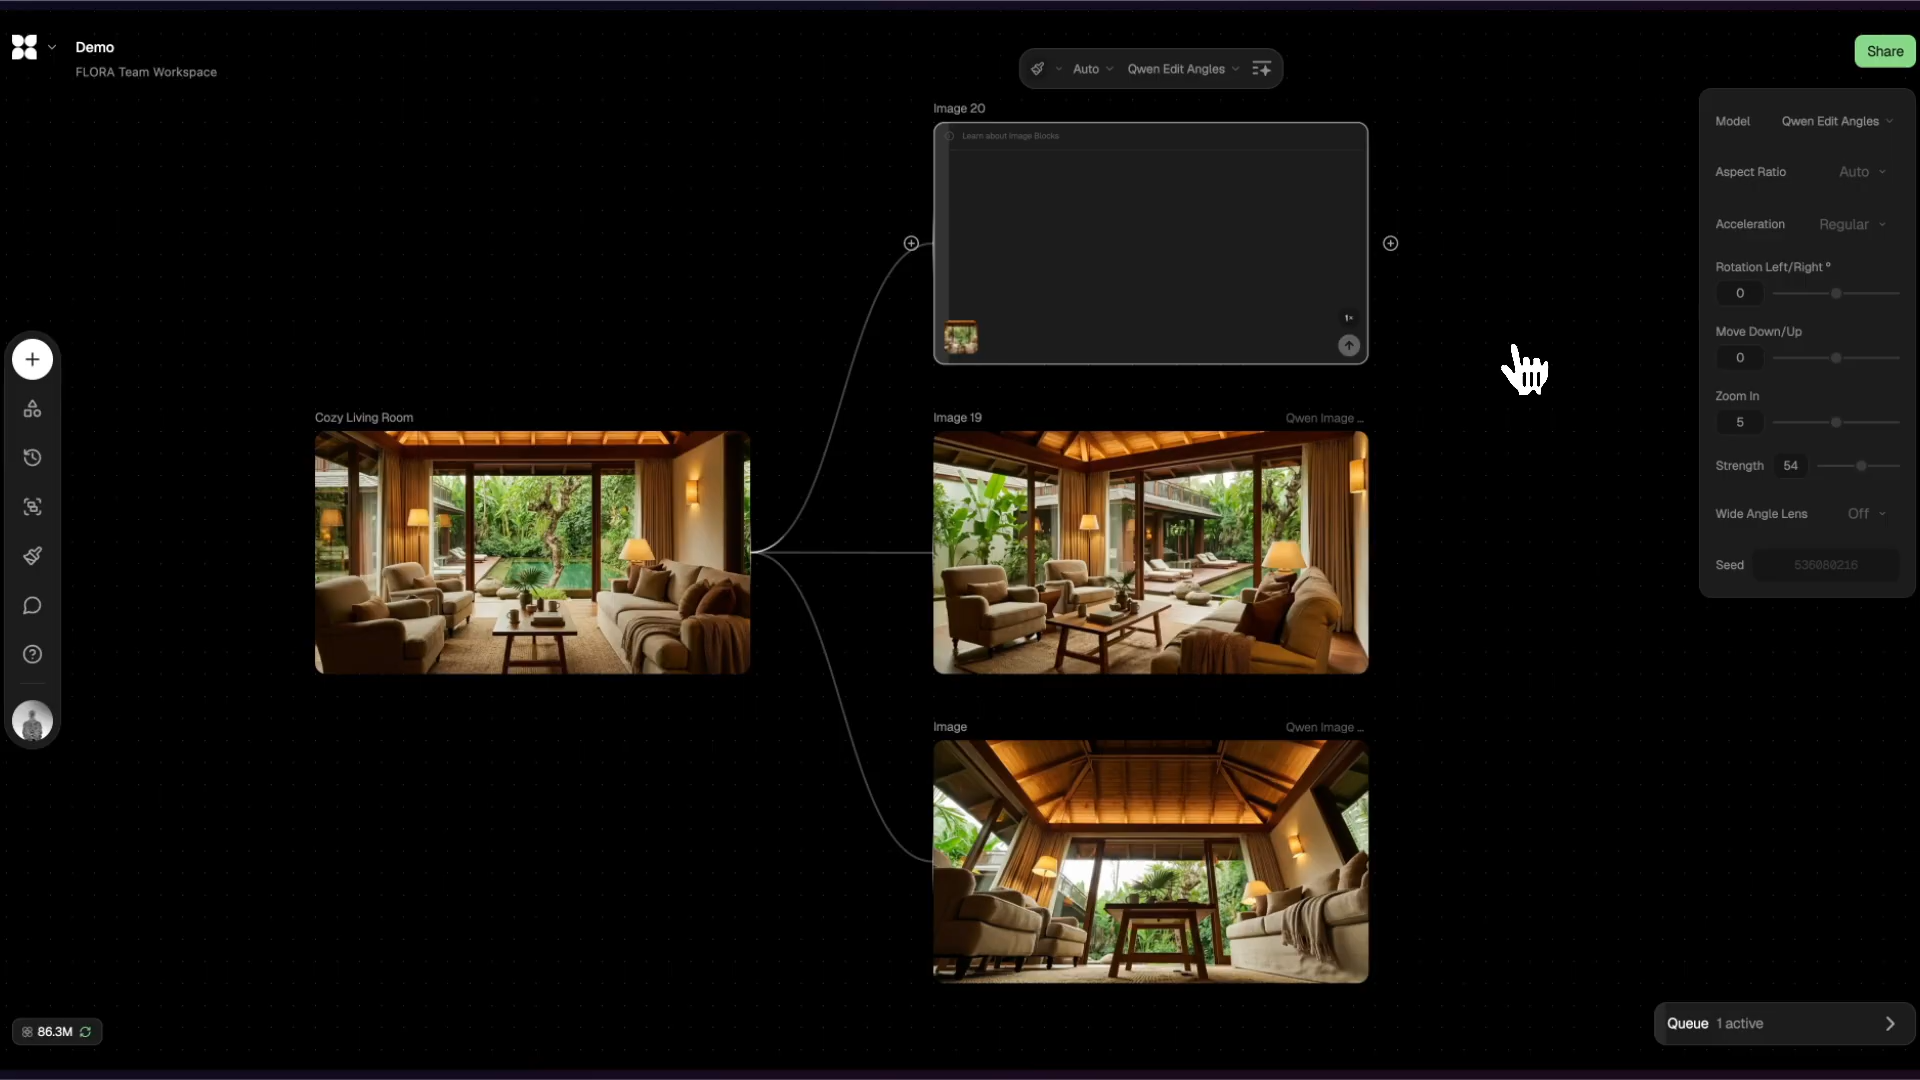 Demo
FLORA Team Workspace
Auto
Qwen Edit Angles
Share
Image 20
Learn about Image Blocks
1×
Cozy Living Room
Image 19
Qwen Image ...
Image
Qwen Image ...
Model
Qwen Edit Angles
Aspect Ratio
Auto
Acceleration
Regular
Rotation Left/Right °
0
Move Down/Up
0
Zoom In
5
Strength
54
Wide Angle Lens
Off
Seed
536080216
86.3M
Queue 1 active